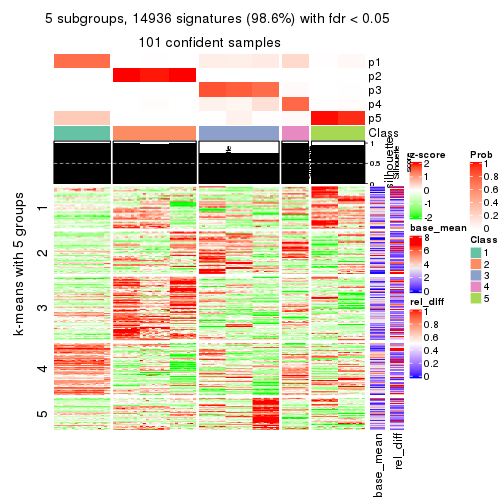 5 subgroups, 14936 signatures (98.6%) with fdr < 0.05
101 confident samples
p1
p2
p3
p4
p5
Class
1
0.5
0
silhouette
Silhouette
score
k-means with 5 groups
1
2
3
4
5
base_mean
rel_diff
z-score
2
1
0
-1
-2
base_mean
8
6
4
2
0
rel_diff
1
0.8
0.6
0.4
0.2
0
Prob
1
0.8
0.6
0.4
0.2
0
Class
1
2
3
4
5